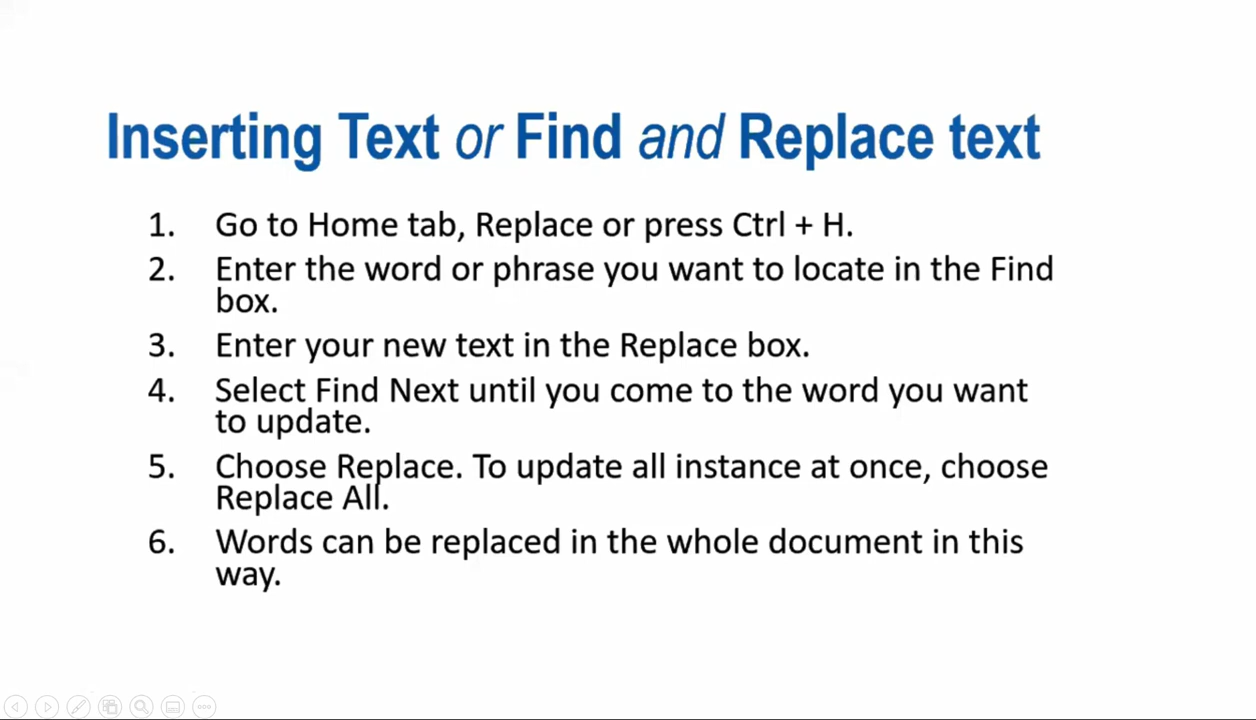 Inserting Text or Find and Replace text
1. Go to Home tab, Replace or press Ctrl + H.
2. Enter the word or phrase you want to locate in the Find
box.
3. Enter your new text in the Replace box.
4. Select Find Next until you come to the word you want
to update.
5. Choose Replace. To update all instance at once, choose
Replace All.
6. Words can be replaced in the whole document in this
way.